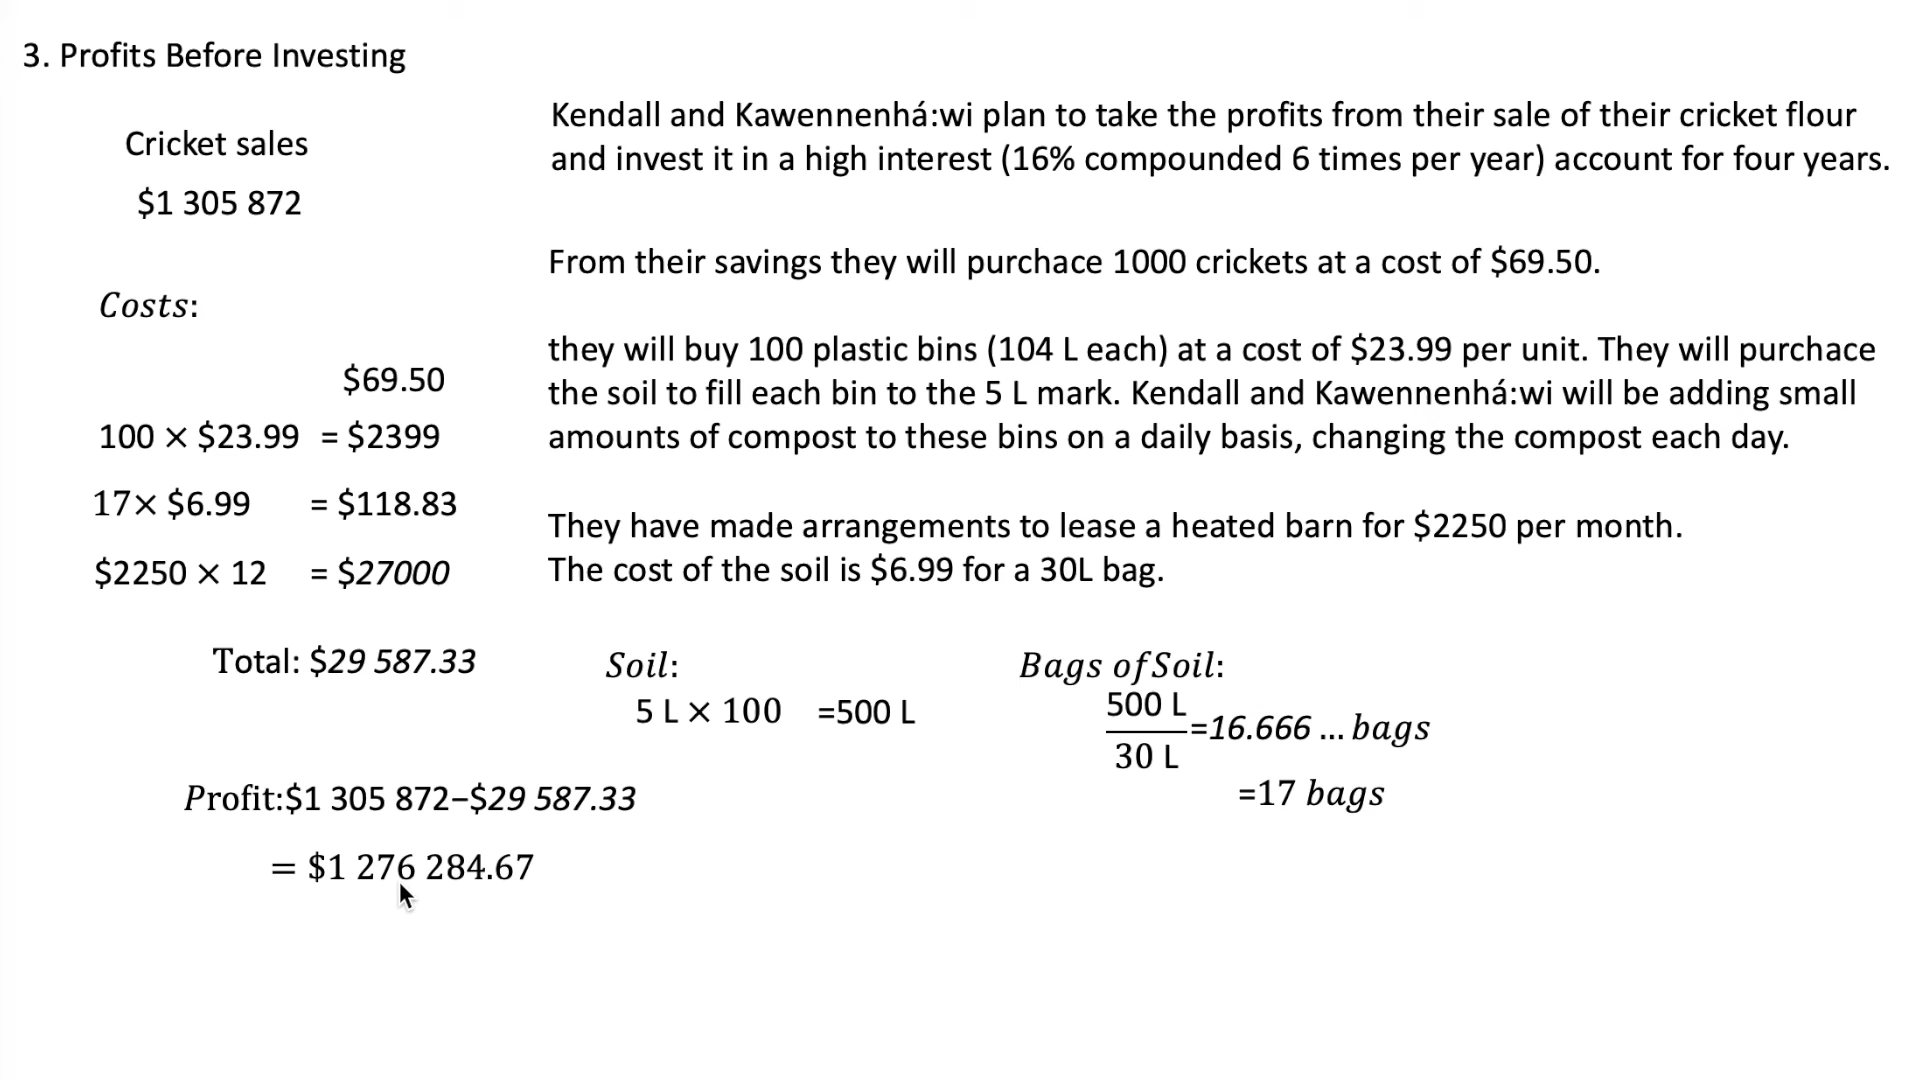 3. Profits Before Investing
Cricket sales
$1 305 872
Kendall and Kawennenhá:wi plan to take the profits from their sale of their cricket flour
and invest it in a high interest (16% compounded 6 times per year) account for four years.
From their savings they will purchace 1000 crickets at a cost of $69.50.
they will buy 100 plastic bins (104 L each) at a cost of $23.99 per unit. They will purchace
the soil to fill each bin to the 5 L mark. Kendall and Kawennenhá:wi will be adding small
amounts of compost to these bins on a daily basis, changing the compost each day.
They have made arrangements to lease a heated barn for $2250 per month.
The cost of the soil is $6.99 for a 30L bag.
Costs:
$69.50
100 × $23.99 = $2399
17× $6.99 = $118.83
$2250 × 12 = $27000
Total: $29 587.33
Soil:
5 L × 100 =500 L
Bags ofSoil:
500 L
30 L
=16.666 ... bags
=17 bags
Profit:$1 305 872–$29 587.33
= $1 276 284.67